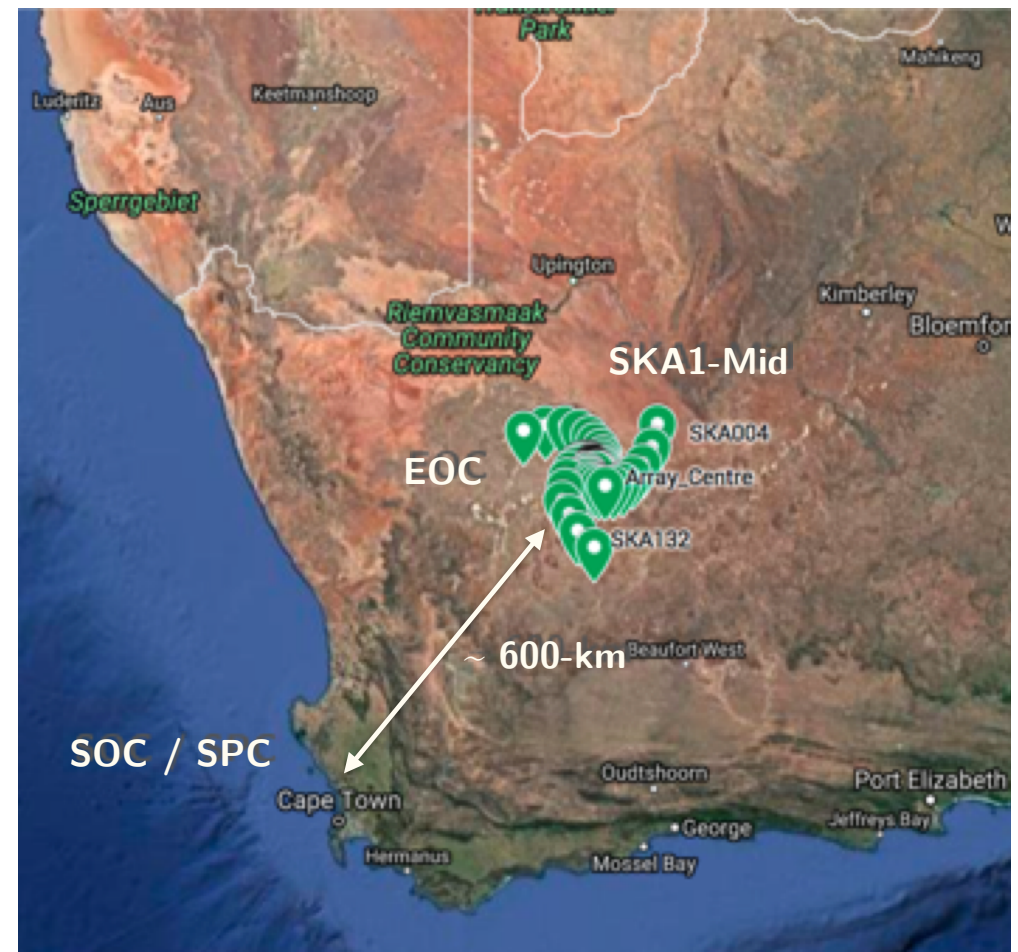 Park
Mahikeng
Luderitz
Aus
Keetmanshoop
Sperrgebiet
W
Upington
Kimberley
Riemvasmaak
Community
Conservancy
Bloemfon
SKA1-Mid
SKA004
EOC
Array_Centre
SKA132
~ 600-km
Beaufort West
SOC / SPC
Oudtshoorn
Port Elizabeth
Cape Town
Jeffreys Bay
George
Hermanus
Mossel Bay